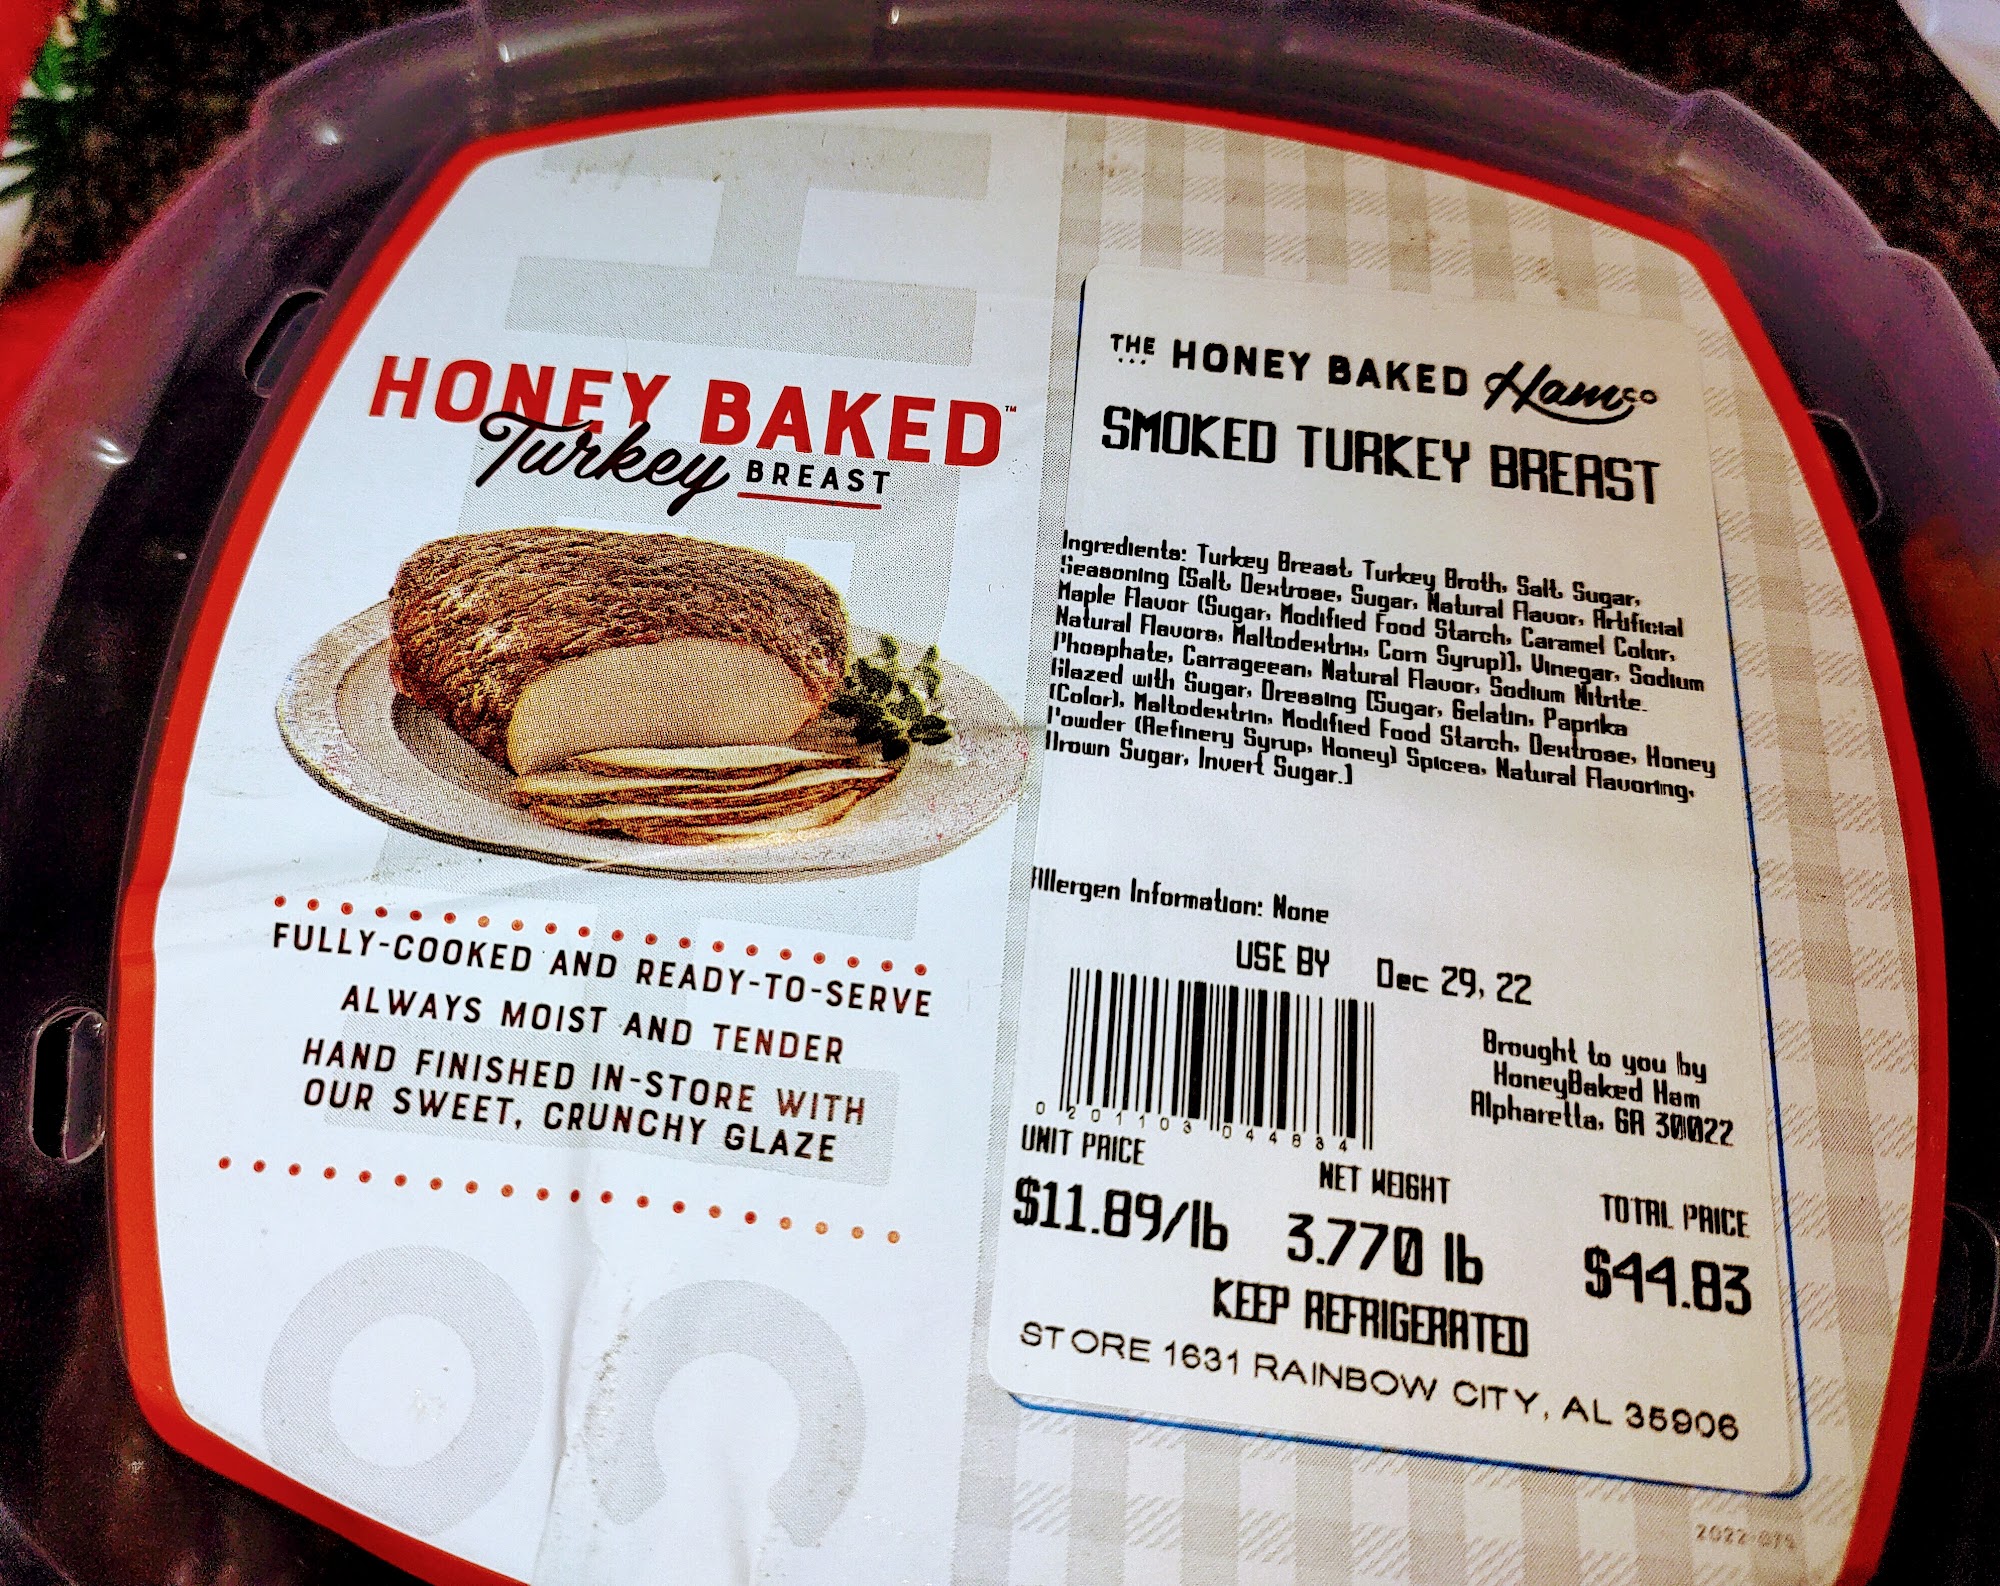 HONEY BAKED™
Turkey BREAST
FULLY-COOKED AND READY-TO-SERVE
ALWAYS MOIST AND TENDER
HAND FINISHED IN-STORE WITH
OUR SWEET, CRUNCHY GLAZE
THE HONEY BAKED Ham CO
SMOKED TURKEY BREAST
Ingredients: Turkey Breast, Turkey Broth, Salt, Sugar,
Seasoning [Salt, Dextrose, Sugar, Natural Flavor, Artificial
Maple Flavor (Sugar, Modified Food Starch, Caramel Color,
Natural Flavors, Maltodextrin, Corn Syrup)], Vinegar, Sodium
Phosphate, Carrageean, Natural Flavor, Sodium Nitrite.
Glazed with Sugar, Dressing [Sugar, Gelatin, Paprika
(Color), Maltodextrin, Modified Food Starch, Dextrose, Honey
Powder (Refinery Syrup, Honey) Spices, Natural Flavoring,
Brown Sugar, Invert Sugar.]
Allergen Information: None
USE BY Dec 29, 22
0 201103 044834
Brought to you by
HoneyBaked Ham
Alpharetta, GA 30022
UNIT PRICE NET WEIGHT TOTAL PRICE
$11.89/lb 3.770 lb $44.83
KEEP REFRIGERATED
STORE 1631 RAINBOW CITY, AL 35906